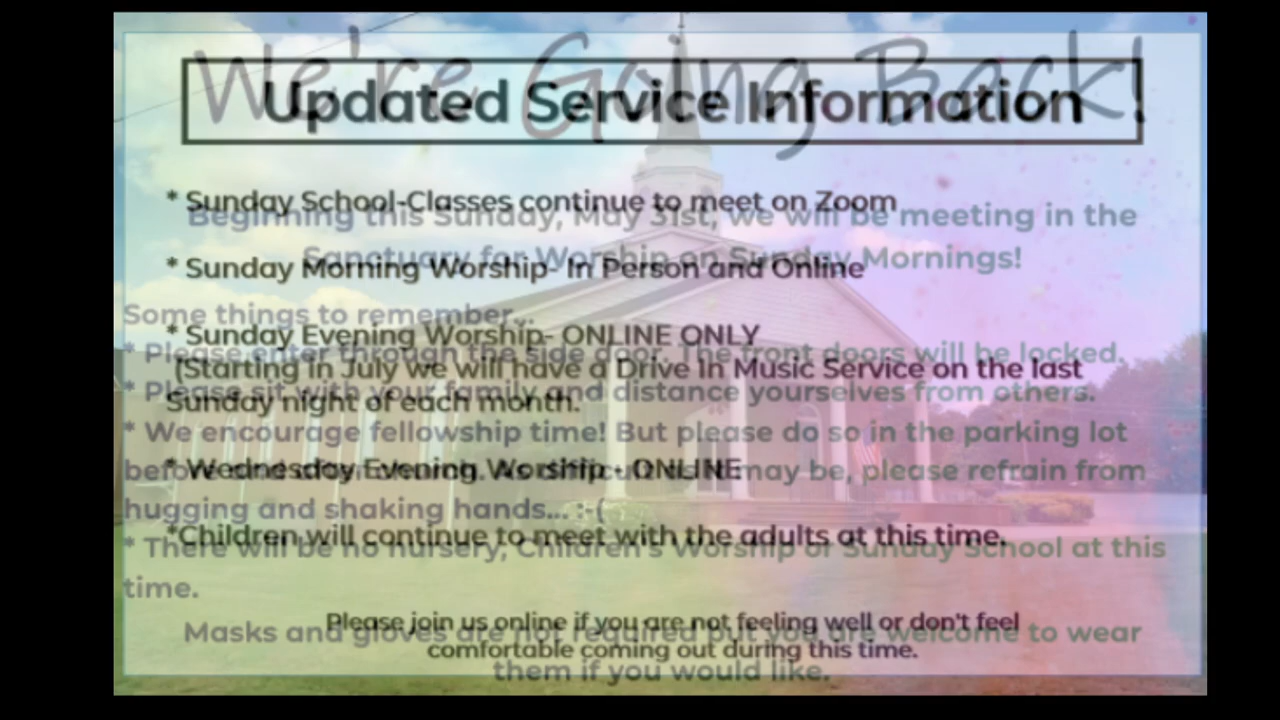 We're Going Back!
Updated Service Information
* Sunday School-Classes continue to meet on Zoom
Beginning this Sunday, May 31st, we will be meeting in the
Sanctuary for Worship on Sunday Mornings!
* Sunday Morning Worship- In Person and Online
Some things to remember...
* Sunday Evening Worship- ONLINE ONLY
* Please enter through the side door. The front doors will be locked.
(Starting in July we will have a Drive In Music Service on the last
* Please sit with your family and distance yourselves from others.
Sunday night of each month.
* We encourage fellowship time! But please do so in the parking lot
* Wednesday Evening Worship - ONLINE
may be, please refrain from
hugging and shaking hands... :-(
*Children will continue to meet with the adults at this time.
* There will be no nursery, Children's Worship or Sunday School at this
time.
Please join us online if you are not feeling well or don't feel
Masks and gloves are not required but you are welcome to wear
comfortable coming out during this time.
them if you would like.